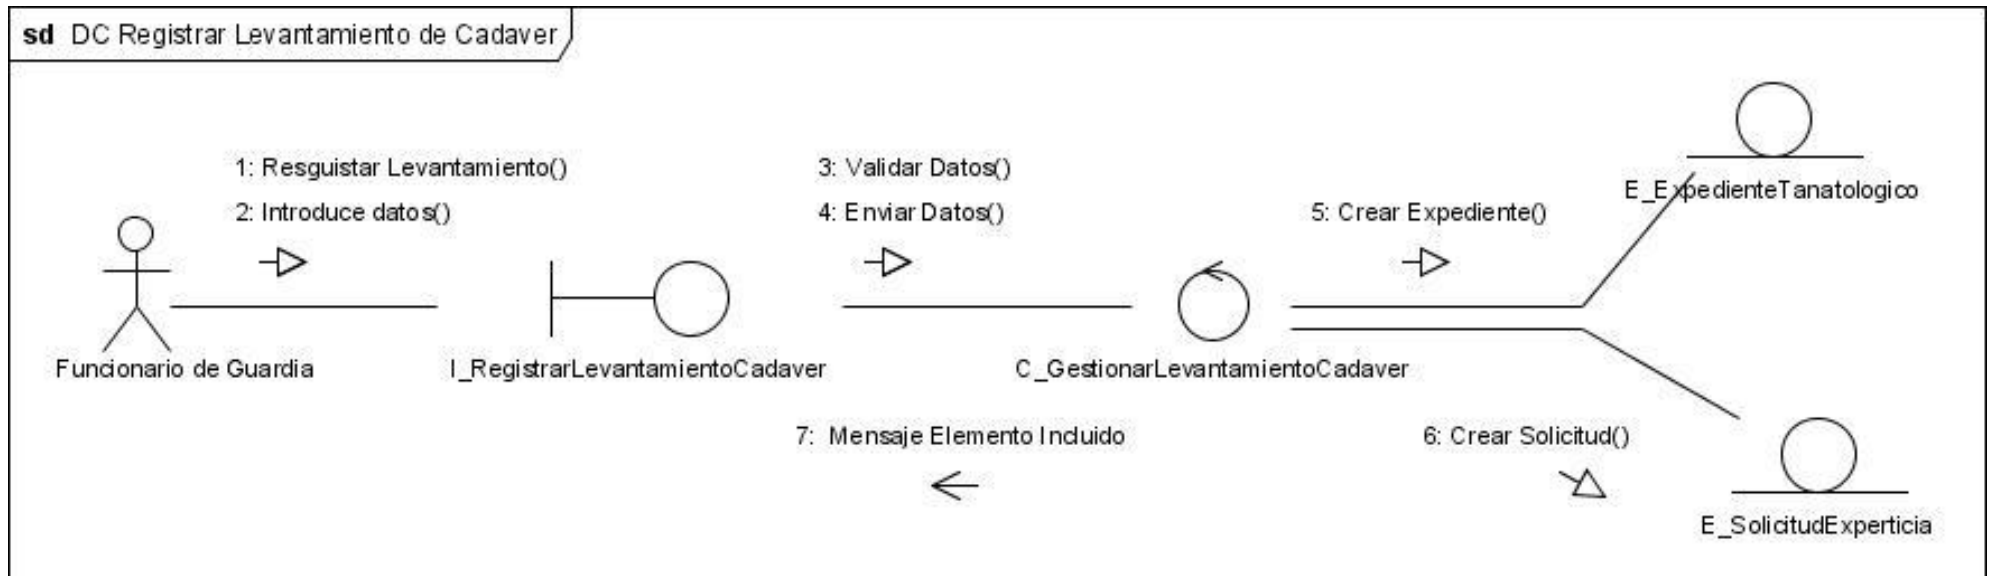 sd DC Registrar Levantamiento de Cadaver
1: Resguistar Levantamiento()
2: Introduce datos()
3: Validar Datos()
4: Enviar Datos()
5: Crear Expediente()
E_ExpedienteTanatologico
Funcionario de Guardia
I_RegistrarLevantamientoCadaver
C_GestionarLevantamientoCadaver
7: Mensaje Elemento Incluido
6: Crear Solicitud()
E_SolicitudExperticia